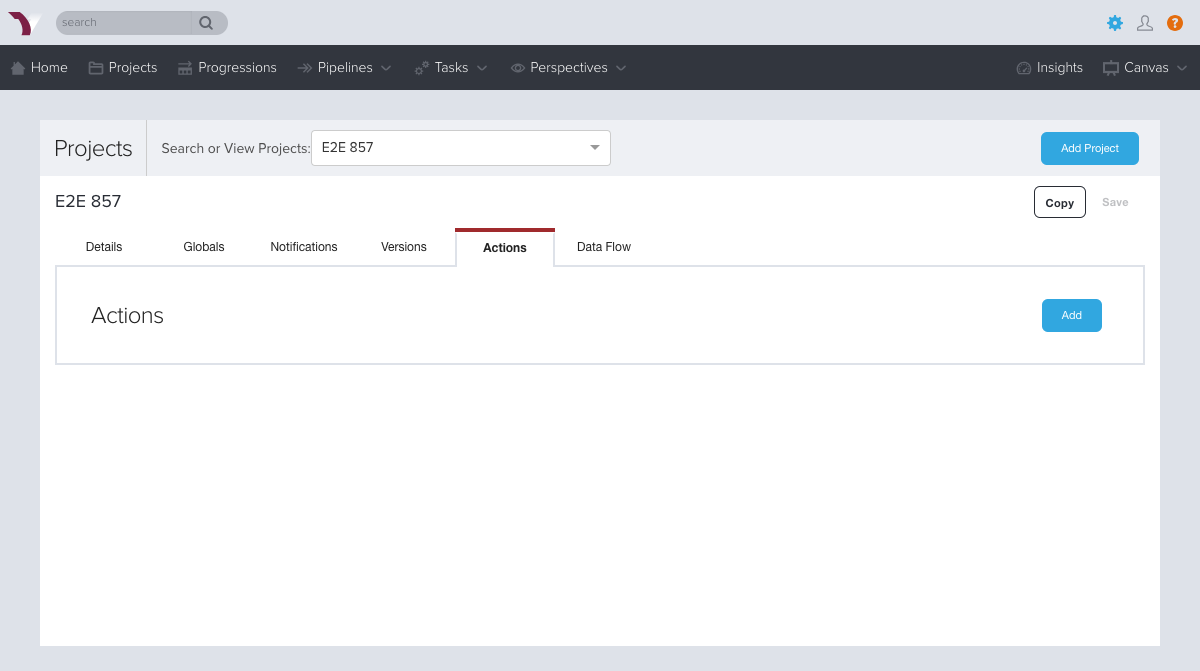 search
?
Home Projects Progressions Pipelines Tasks Perspectives Insights Canvas
Projects Search or View Projects: E2E 857 Add Project
E2E 857 Copy Save
Details Globals Notifications Versions Actions Data Flow
Actions Add